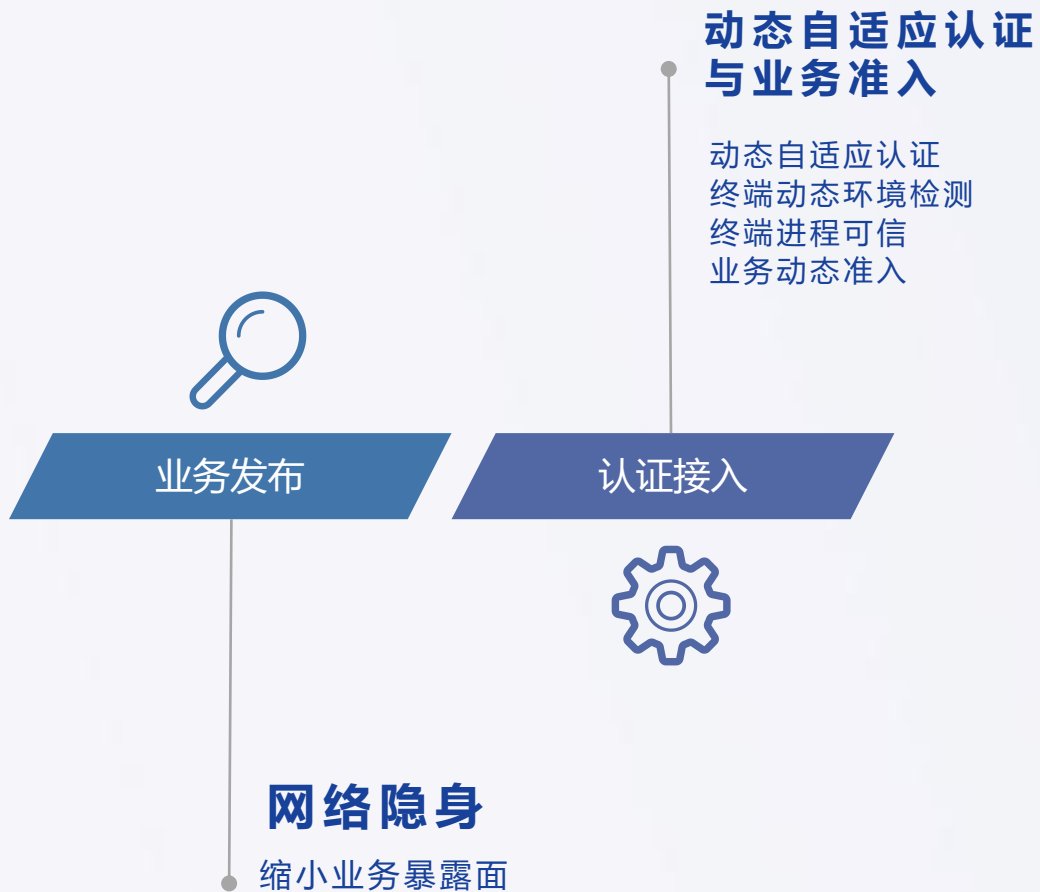 动态自适应认证
与业务准入
动态自适应认证
终端动态环境检测
终端进程可信
业务动态准入
业务发布
认证接入
网络隐身
缩小业务暴露面